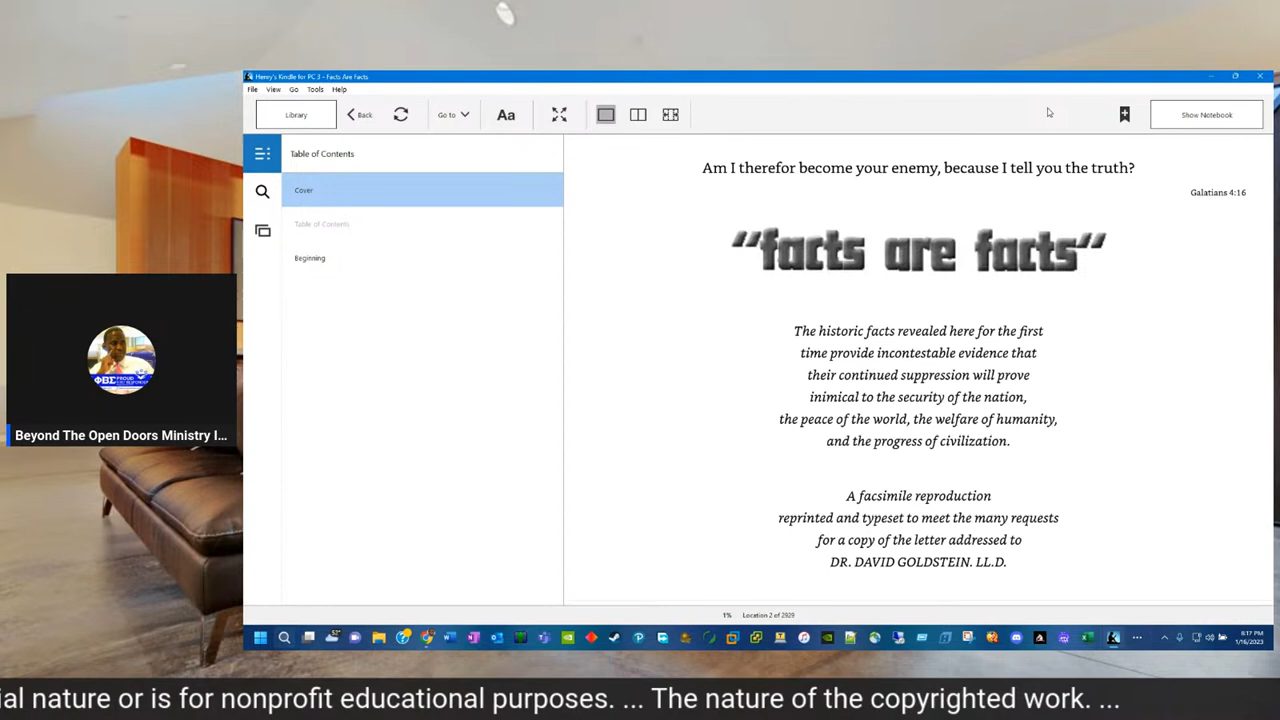 Henry's Kindle for PC 3 - Facts Are Facts
File View Go Tools Help
Library Back Go to Aa Show Notebook
Table of Contents
Cover
Table of Contents
Beginning
Am I therefor become your enemy, because I tell you the truth?
Galatians 4:16
"facts are facts"
The historic facts revealed here for the first
time provide incontestable evidence that
their continued suppression will prove
inimical to the security of the nation,
the peace of the world, the welfare of humanity,
and the progress of civilization.
A facsimile reproduction
reprinted and typeset to meet the many requests
for a copy of the letter addressed to
DR. DAVID GOLDSTEIN. LL.D.
1% Location 2 of 2929
Beyond The Open Doors Ministry I...
8:17 PM
1/16/2023
ial nature or is for nonprofit educational purposes. ... The nature of the copyrighted work. ...